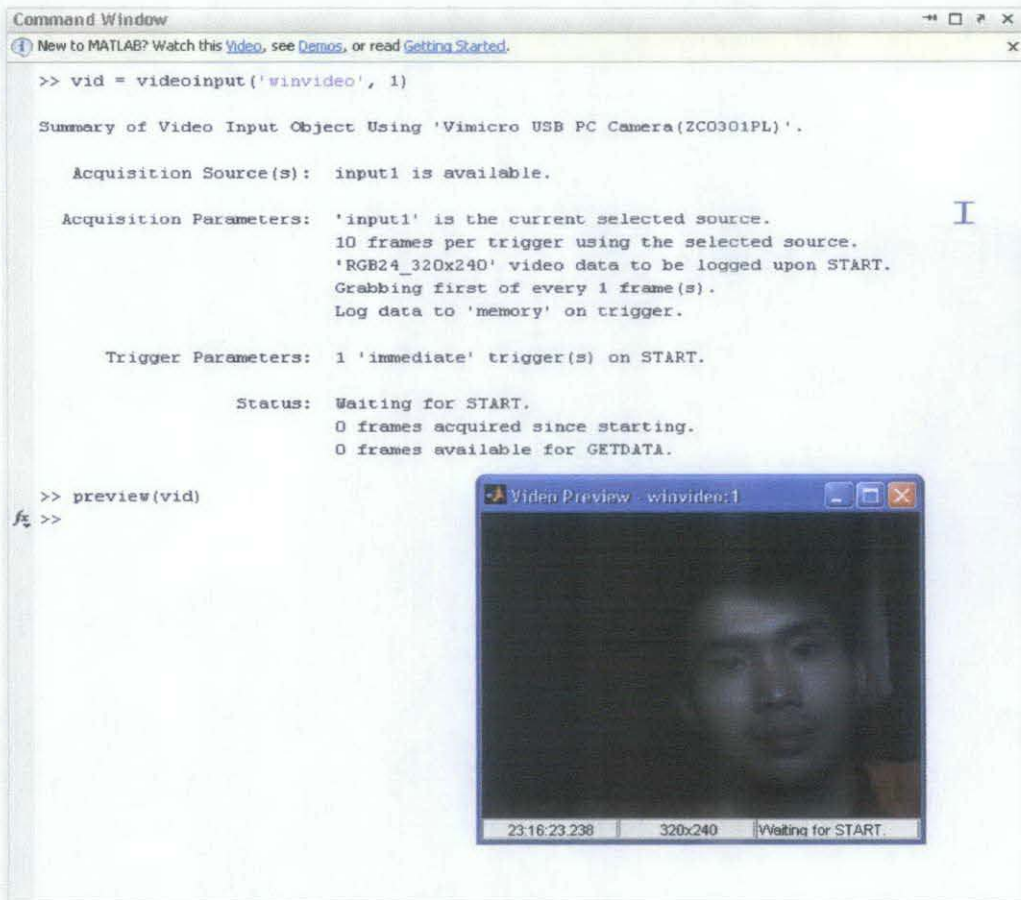 Command Window
New to MATLAB? Watch this Video, see Demos, or read Getting Started.
>> vid = videoinput('winvideo', 1)
Summary of Video Input Object Using 'Vimicro USB PC Camera(ZC0301PL)'.
Acquisition Source(s): input1 is available.
Acquisition Parameters: 'input1' is the current selected source.
10 frames per trigger using the selected source.
'RGB24_320x240' video data to be logged upon START.
Grabbing first of every 1 frame(s).
Log data to 'memory' on trigger.
Trigger Parameters: 1 'immediate' trigger(s) on START.
Status: Waiting for START.
0 frames acquired since starting.
0 frames available for GETDATA.
>> preview(vid)
fx >>
Video Preview - winvideo:1
23:16:23.238 320x240 Waiting for START.